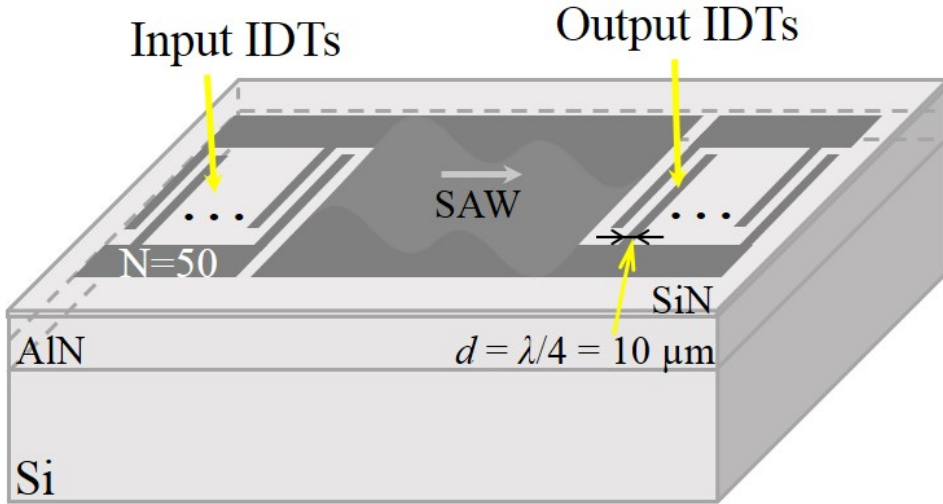 Input IDTs
Output IDTs
SAW
• • •
• • •
N=50
SiN
AlN
d = λ/4 = 10 μm
Si